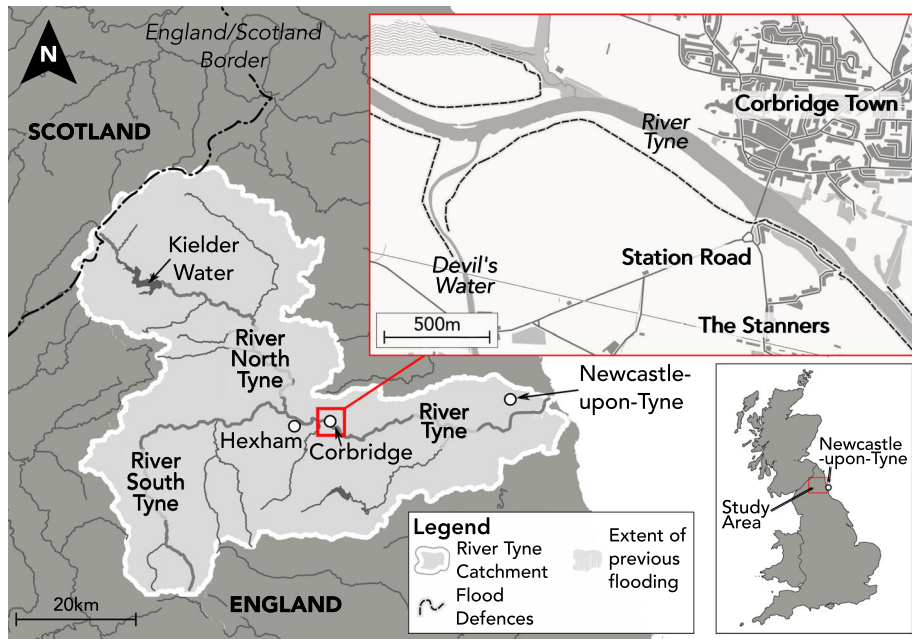 N
England/Scotland
Border
SCOTLAND
Kielder
Water
River
North
Tyne
Hexham
Corbridge
River
Tyne
River
South
Tyne
Newcastle-
upon-Tyne
20km
ENGLAND
Corbridge Town
River
Tyne
Station Road
Devil's
Water
The Stanners
500m
Legend
River Tyne
Catchment
Flood
Defences
Extent of
previous
flooding
Newcastle
-upon-Tyne
Study
Area